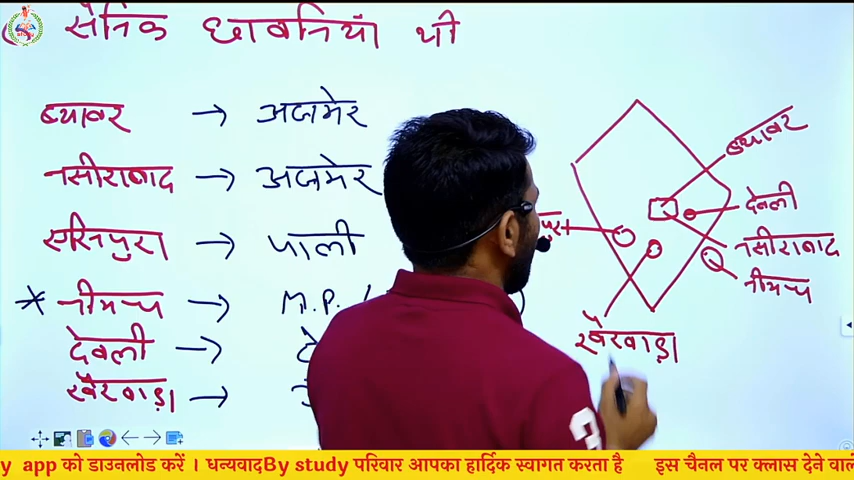 सैनिक छावनियाँ थी
ब्यावर → अजमेर
नसीराबाद → अजमेर
एरिनपुरा → पाली
* नीमच → M.P. (
देवली →
खैरवाड़ा →
ब्यावर
देवली
नसीराबाद
नीमच
खैरवाड़ा
y app को डाउनलोड करें । धन्यवादBy study परिवार आपका हार्दिक स्वागत करता है इस चैनल पर क्लास देने वाले